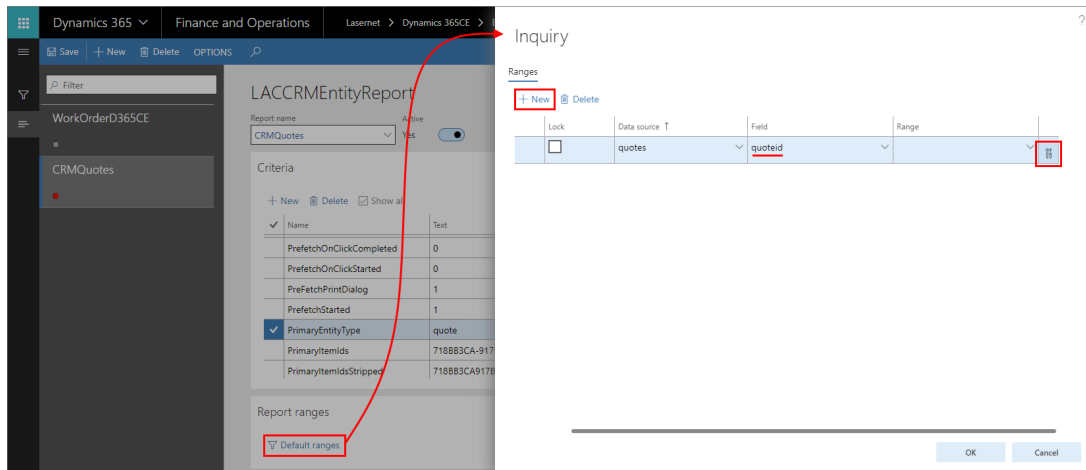 Dynamics 365
Finance and Operations
Lasernet > Dynamics 365CE >
Save
New
Delete
OPTIONS
Filter
WorkOrderD365CE
CRMQuotes
LACCRMEntityReport
Report name
Active
CRMQuotes
Yes
Criteria
New
Delete
Show all
Name
Text
PrefetchOnClickCompleted
0
PrefetchOnClickStarted
0
PreFetchPrintDialog
1
PrefetchStarted
1
PrimaryEntityType
quote
PrimaryItemIds
718BB3CA-917
PrimaryItemIdsStripped
718BB3CA917B
Report ranges
Default ranges
?
Inquiry
Ranges
New
Delete
Lock
Data source ↑
Field
Range
quotes
quoteid
OK
Cancel